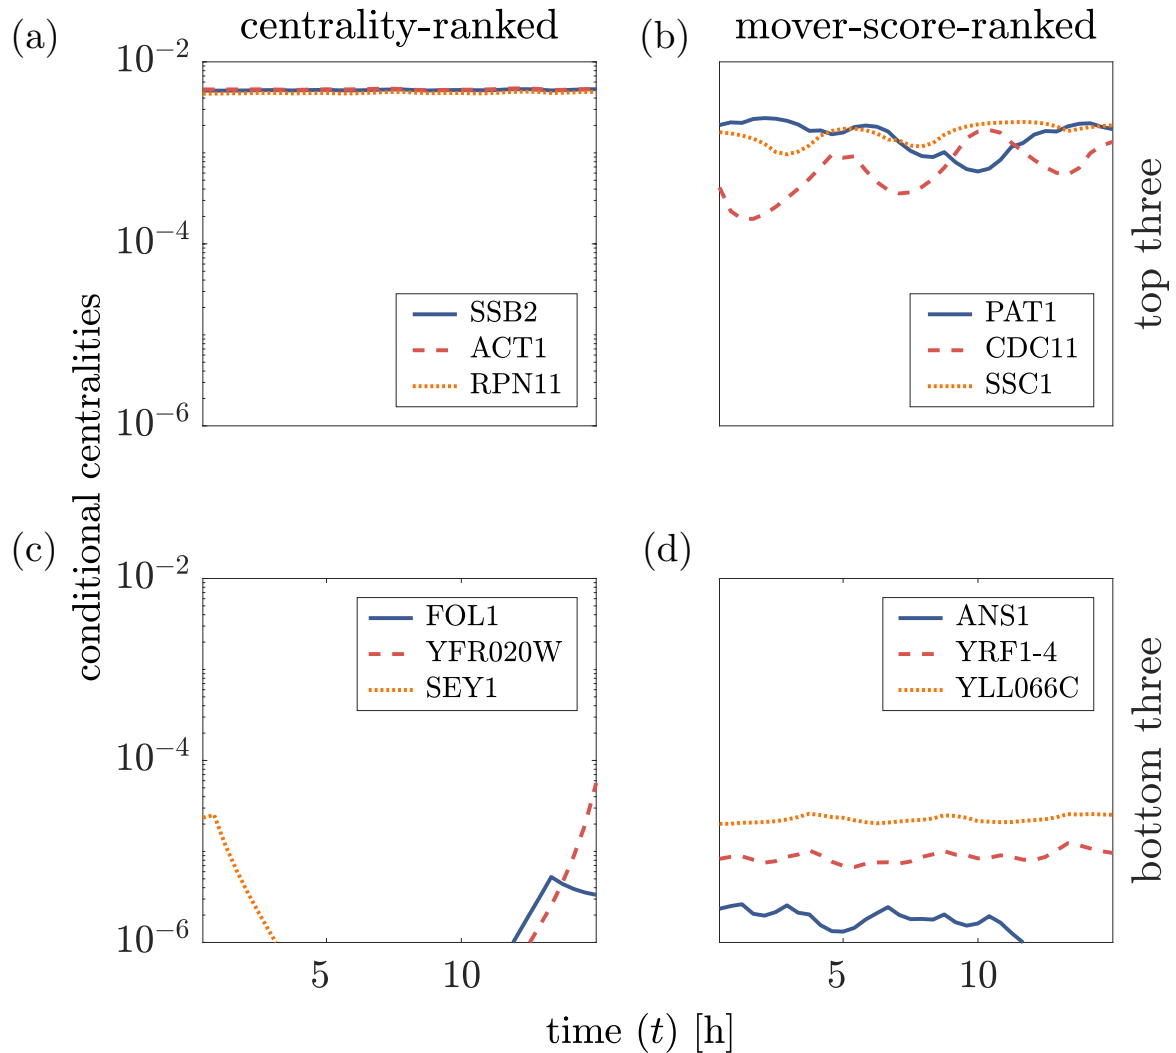 (a)
centrality-ranked
(b)
mover-score-ranked
conditional centralities
10⁻²
10⁻⁴
10⁻⁶
SSB2
ACT1
RPN11
PAT1
CDC11
SSC1
top three
(c)
(d)
10⁻²
10⁻⁴
10⁻⁶
FOL1
YFR020W
SEY1
ANS1
YRF1-4
YLL066C
bottom three
5
10
5
10
time (t) [h]